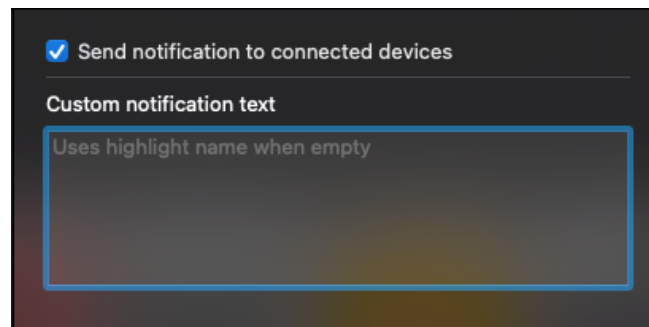 Send notification to connected devices
Custom notification text
Uses highlight name when empty